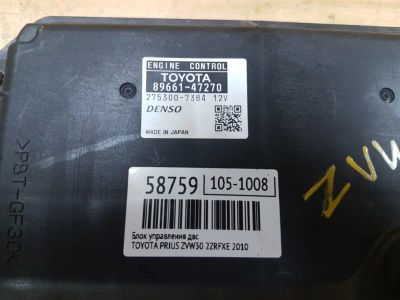 ENGINE CONTROL
TOYOTA
89661-47270
275300-7384 12V
DENSO
MADE IN JAPAN
>PBT-GF30<
ZVW
58759 105-1008
Блок управления двс
TOYOTA PRIUS ZVW30 2ZRFXE 2010